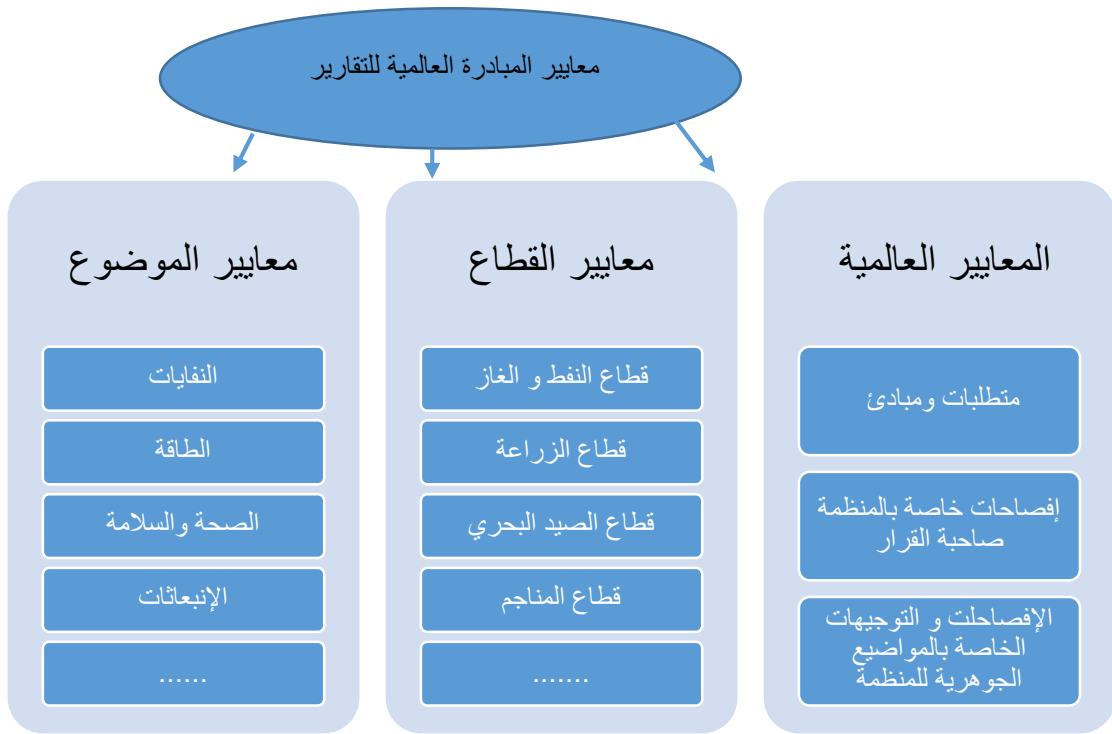 معايير المبادرة العالمية للتقارير
المعايير العالمية
متطلبات ومبادئ
إفصاحات خاصة بالمنظمة
صاحبة القرار
الإفصاحلت و التوجيهات
الخاصة بالمواضيع
الجوهرية للمنظمة
معايير القطاع
قطاع النفط و الغاز
قطاع الزراعة
قطاع الصيد البحري
قطاع المناجم
.......
معايير الموضوع
النفايات
الطاقة
الصحة والسلامة
الإنبعاثات
......